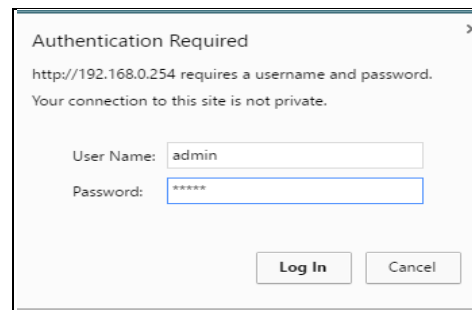 Authentication Required
http://192.168.0.254 requires a username and password.
Your connection to this site is not private.
User Name: admin
Password: *****
Log In Cancel